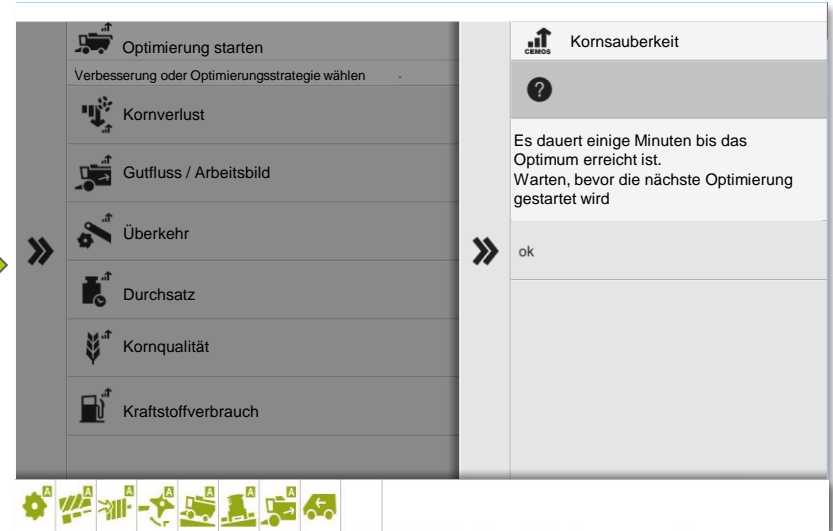 Optimierung starten
Verbesserung oder Optimierungsstrategie wählen
Kornverlust
Gutfluss / Arbeitsbild
Überkehr
Durchsatz
Kornqualität
Kraftstoffverbrauch
CEMOS
Kornsauberkeit
?
Es dauert einige Minuten bis das
Optimum erreicht ist.
Warten, bevor die nächste Optimierung
gestartet wird
ok
A A A A A A A